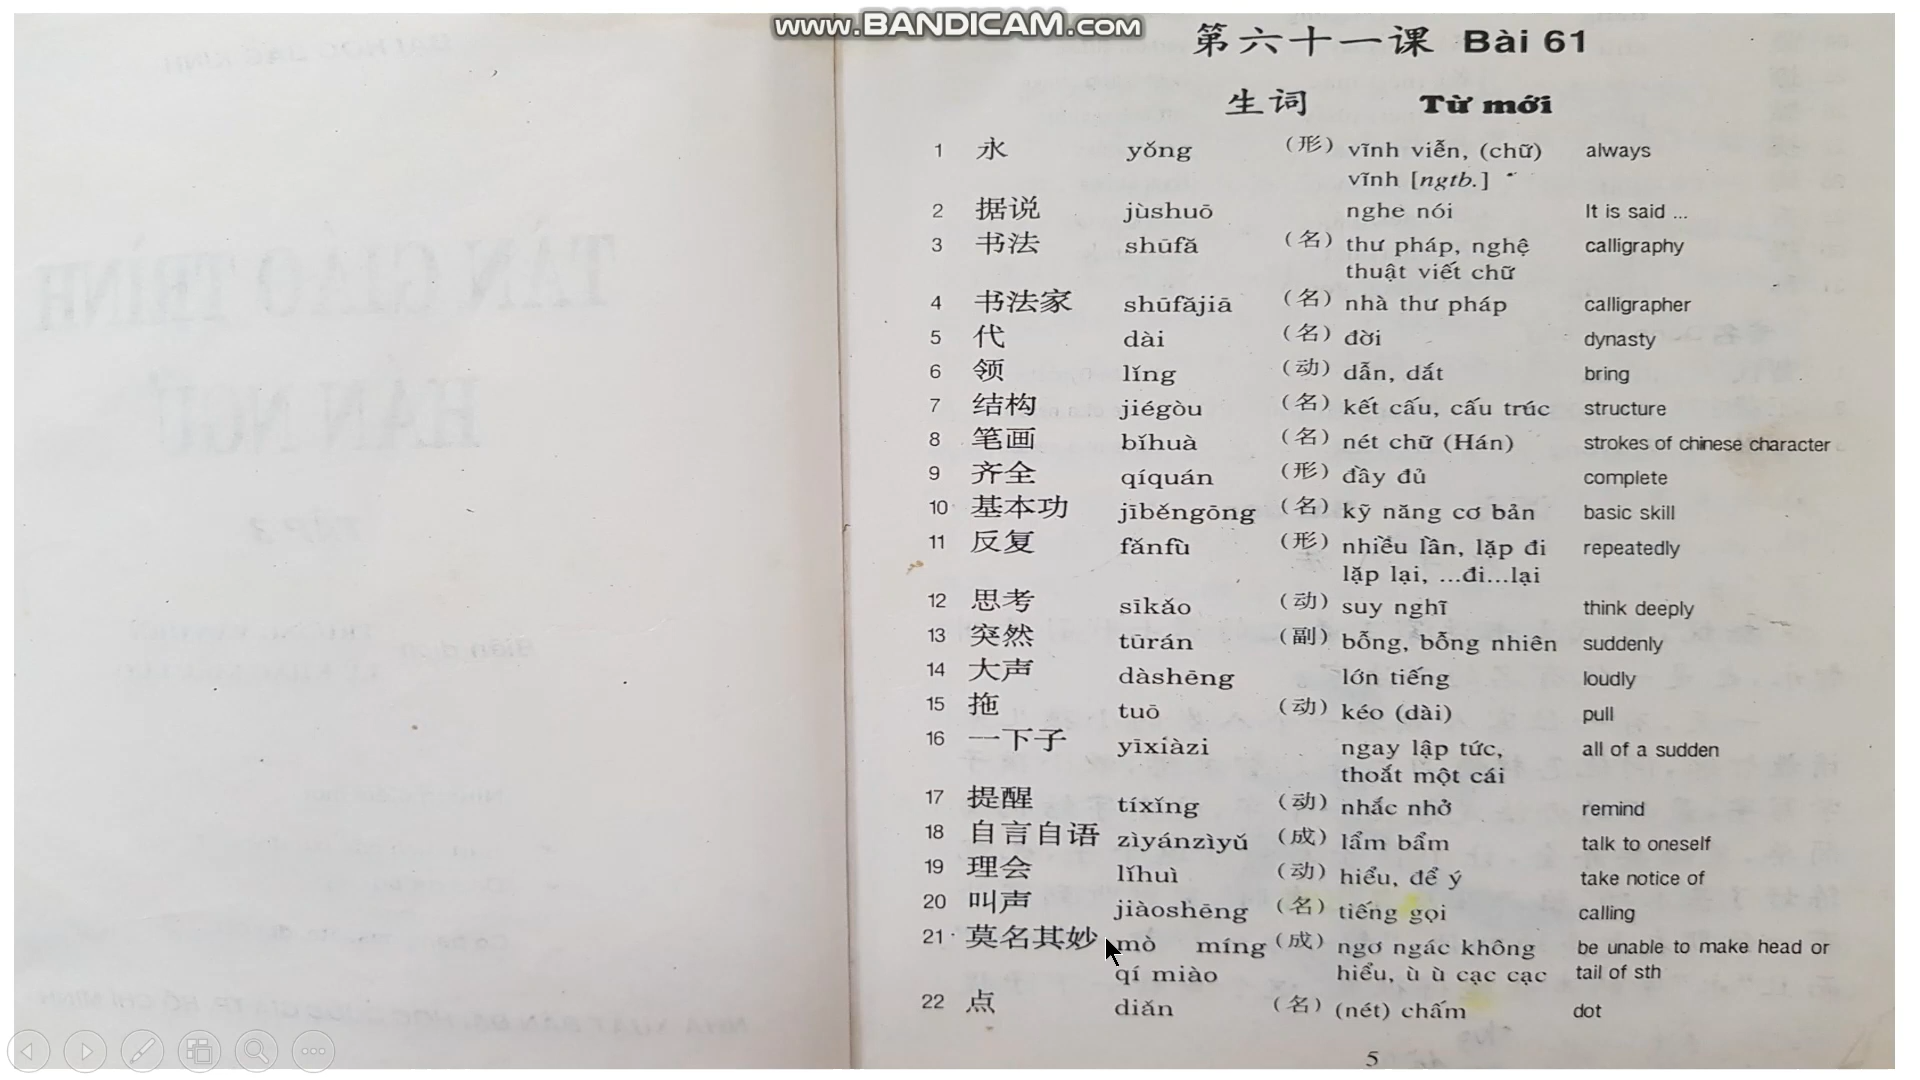 www.BANDICAM.com
第六十一课 Bài 61
生词 Từ mới
1 永 yǒng (形) vĩnh viễn, (chữ) always
vĩnh [ngtb.]
2 据说 jùshuō nghe nói It is said ...
3 书法 shūfǎ (名) thư pháp, nghệ calligraphy
thuật viết chữ
4 书法家 shūfǎjiā (名) nhà thư pháp calligrapher
5 代 dài (名) đời dynasty
6 领 lǐng (动) dẫn, dắt bring
7 结构 jiégòu (名) kết cấu, cấu trúc structure
8 笔画 bǐhuà (名) nét chữ (Hán) strokes of chinese character
9 齐全 qíquán (形) đầy đủ complete
10 基本功 jīběngōng (名) kỹ năng cơ bản basic skill
11 反复 fǎnfù (形) nhiều lần, lặp đi repeatedly
lặp lại, ...đi...lại
12 思考 sīkǎo (动) suy nghĩ think deeply
13 突然 tūrán (副) bỗng, bỗng nhiên suddenly
14 大声 dàshēng lớn tiếng loudly
15 拖 tuō (动) kéo (dài) pull
16 一下子 yīxiàzi ngay lập tức, all of a sudden
thoắt một cái
17 提醒 tíxǐng (动) nhắc nhở remind
18 自言自语 zìyánzìyǔ (成) lẩm bẩm talk to oneself
19 理会 lǐhuì (动) hiểu, để ý take notice of
20 叫声 jiàoshēng (名) tiếng gọi calling
21 莫名其妙 mò míng (成) ngơ ngác không be unable to make head or
qí miào hiểu, ù ù cạc cạc tail of sth
22 点 diǎn (名) (nét) chấm dot
5